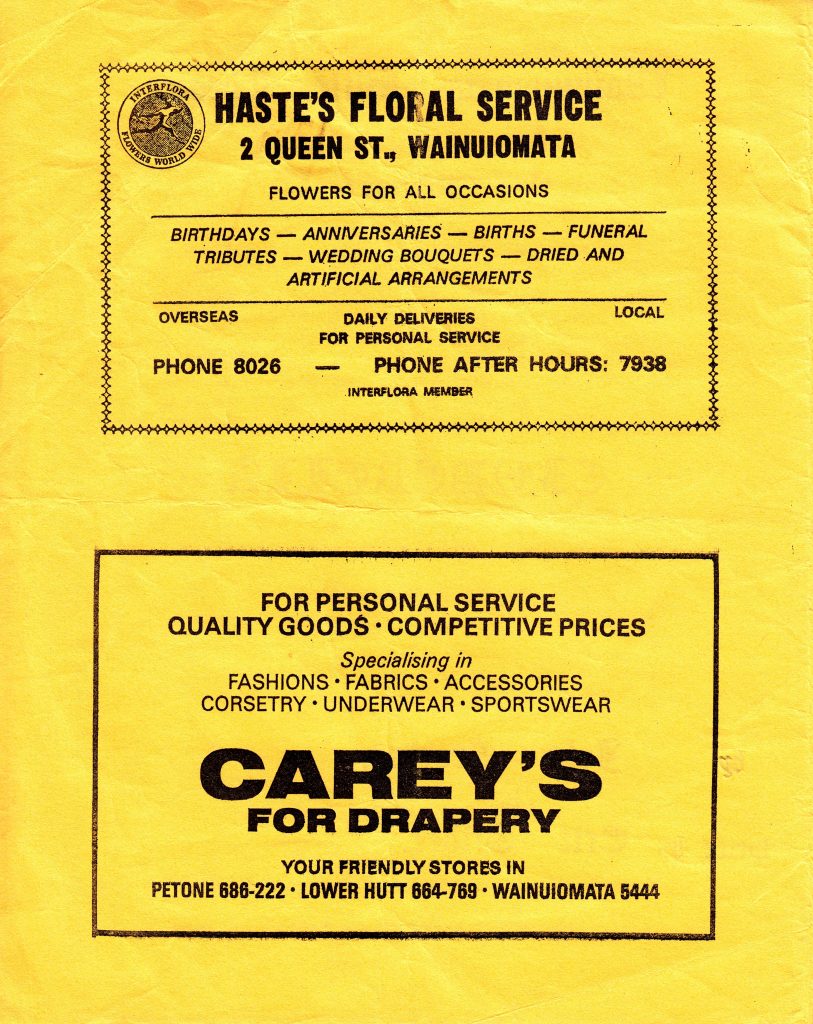 INTERFLORA
FLOWERS WORLD WIDE
HASTE'S FLORAL SERVICE
2 QUEEN ST., WAINUIOMATA
FLOWERS FOR ALL OCCASIONS
BIRTHDAYS — ANNIVERSARIES — BIRTHS — FUNERAL
TRIBUTES — WEDDING BOUQUETS — DRIED AND
ARTIFICIAL ARRANGEMENTS
OVERSEAS DAILY DELIVERIES LOCAL
FOR PERSONAL SERVICE
PHONE 8026 — PHONE AFTER HOURS: 7938
INTERFLORA MEMBER
FOR PERSONAL SERVICE
QUALITY GOODS · COMPETITIVE PRICES
Specialising in
FASHIONS · FABRICS · ACCESSORIES
CORSETRY · UNDERWEAR · SPORTSWEAR
CAREY'S
FOR DRAPERY
YOUR FRIENDLY STORES IN
PETONE 686-222 · LOWER HUTT 664-769 · WAINUIOMATA 5444